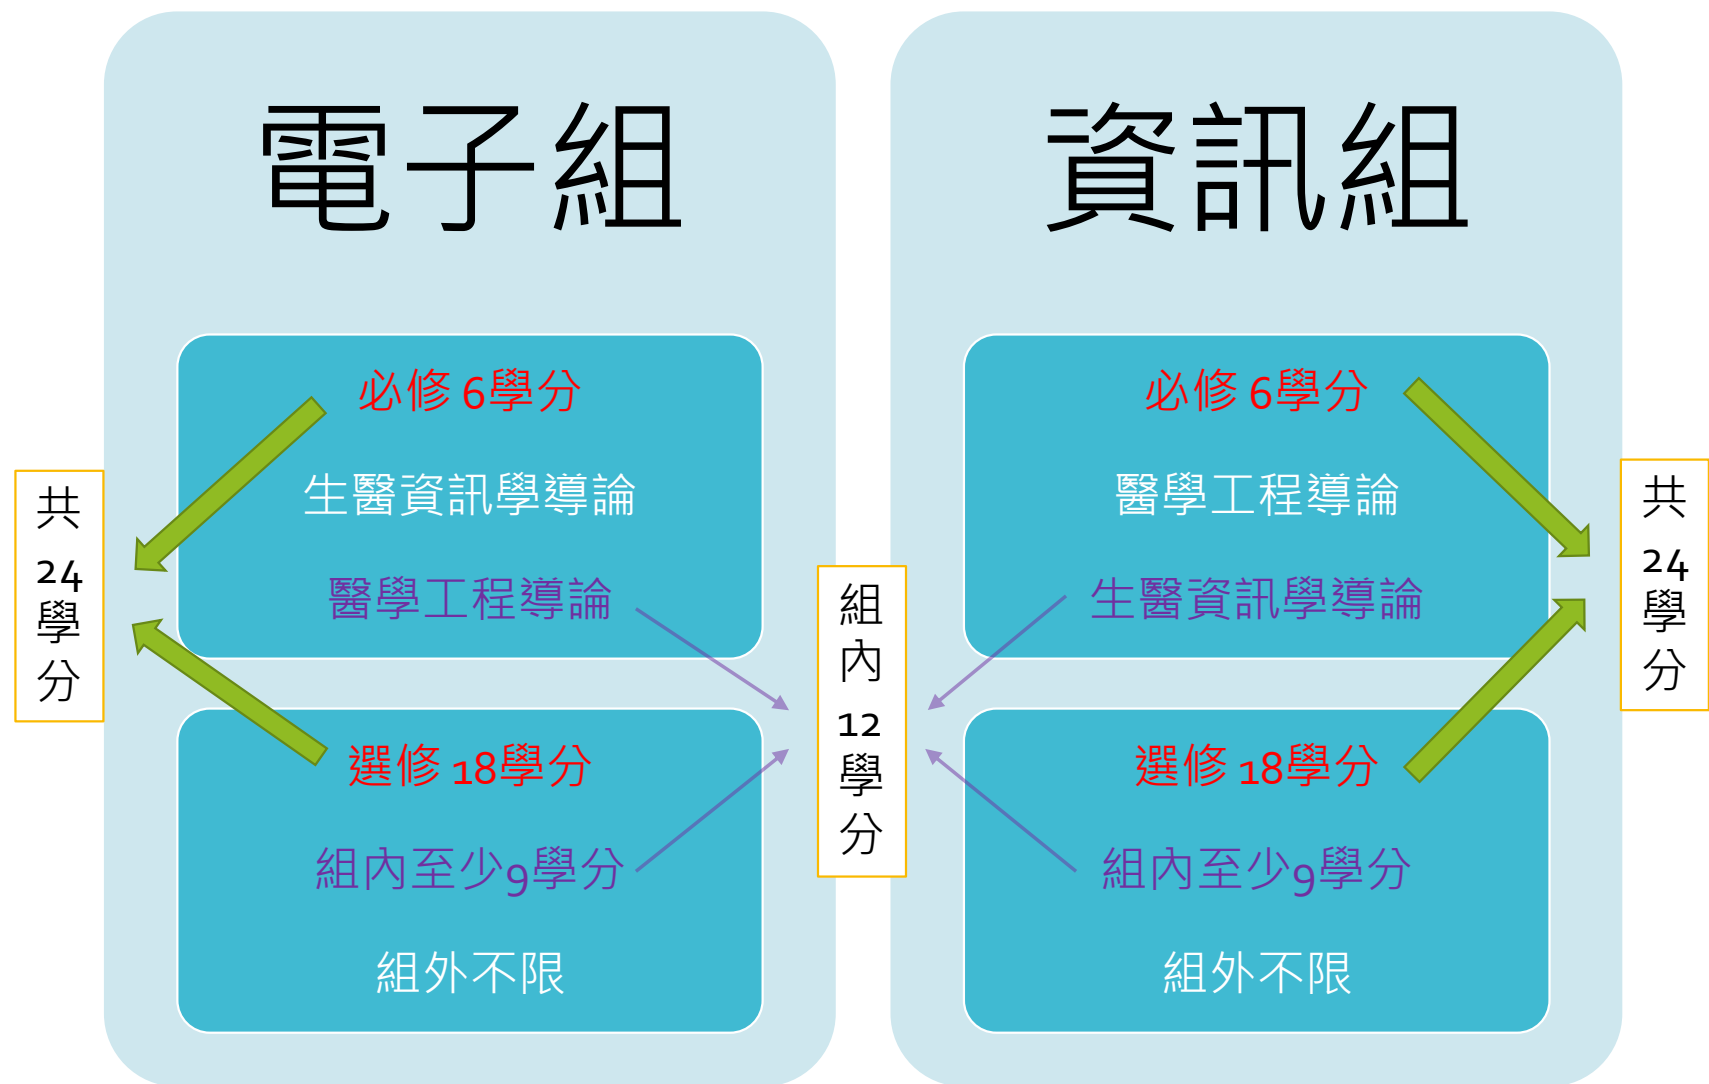 電子組
必修 6學分
生醫資訊學導論
醫學工程導論
選修 18學分
組內至少9學分
組外不限
共
24
學
分
組
內
12
學
分
資訊組
必修 6學分
醫學工程導論
生醫資訊學導論
選修 18學分
組內至少9學分
組外不限
共
24
學
分